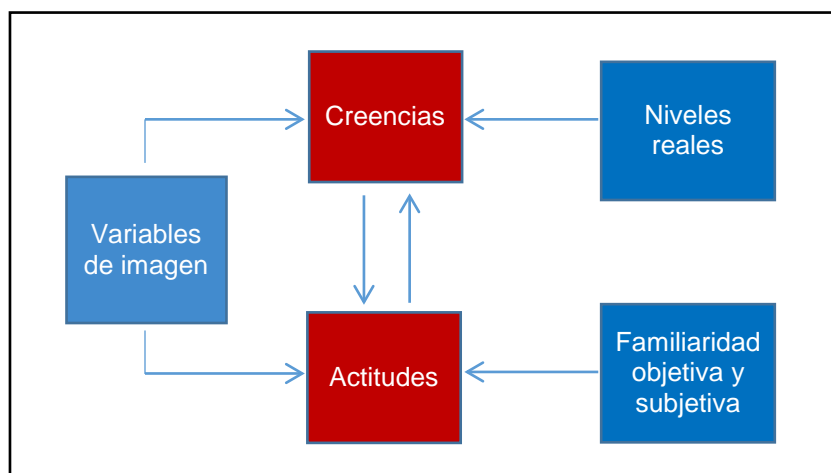 Creencias
Niveles
reales
Variables
de imagen
Actitudes
Familiaridad
objetiva y
subjetiva